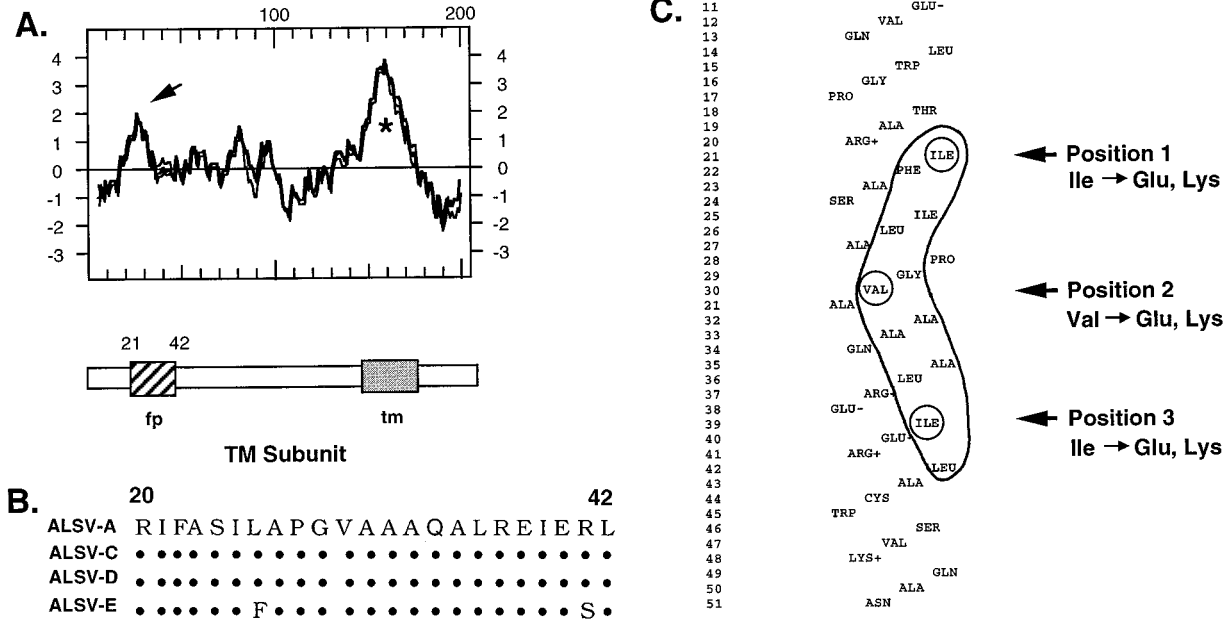 A.
100 200
4 4
3 3
2 2
1 1
0 0
-1 -1
-2 -2
-3 -3
*
21 42
fp tm
TM Subunit
B.
20 42
ALSV-A R I F A S I L A P G V A A A Q A L R E I E R L
ALSV-C • • • • • • • • • • • • • • • • • • • • • • •
ALSV-D • • • • • • • • • • • • • • • • • • • • • • •
ALSV-E • • • • • • F • • • • • • • • • • • • • • S •
C.
11 GLU-
12 VAL
13 GLN
14 LEU
15 TRP
16 GLY
17 PRO
18 THR
19 ALA
20 ARG+
21 ILE
22 PHE
23 ALA
24 SER
25 ILE
26 LEU
27 ALA
28 PRO
29 GLY
30 VAL
21 ALA
32 ALA
33 ALA
34 GLN
35 ALA
36 LEU
37 ARG+
38 GLU-
39 ILE
40 GLU-
41 ARG+
42 LEU
43 ALA
44 CYS
45 TRP
46 SER
47 VAL
48 LYS+
49 GLN
50 ALA
51 ASN
Position 1
Ile → Glu, Lys
Position 2
Val → Glu, Lys
Position 3
Ile → Glu, Lys